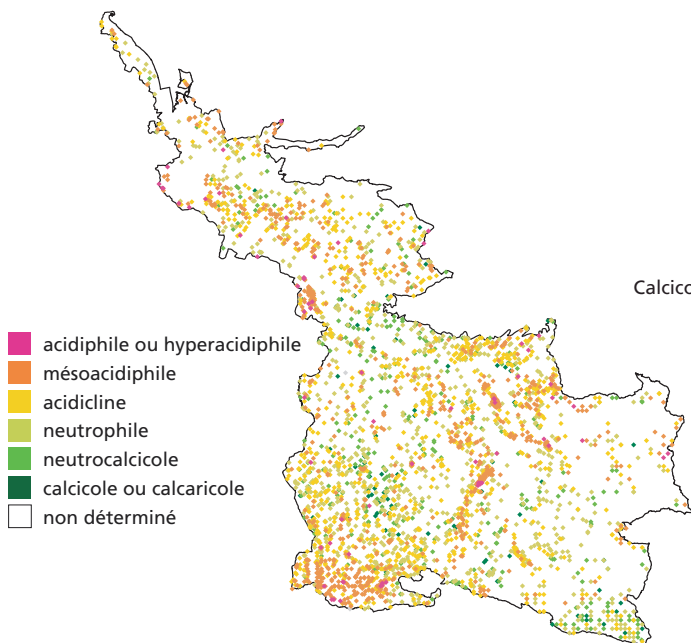 Calcico
acidiphile ou hyperacidiphile
mésoacidiphile
acidicline
neutrophile
neutrocalcicole
calcicole ou calcaricole
non déterminé